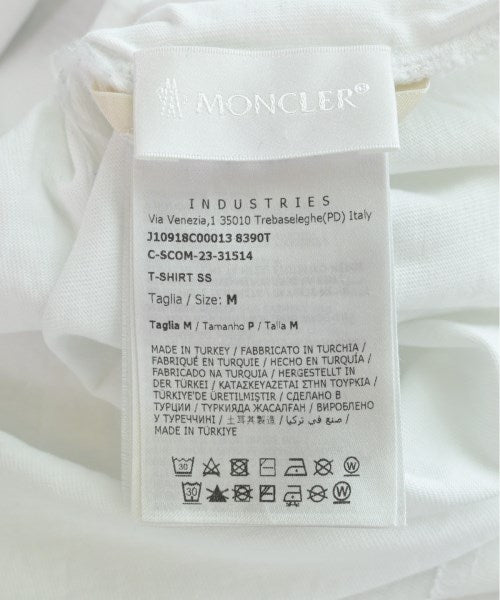 MONCLER®
INDUSTRIES
Via Venezia,1 35010 Trebaseleghe(PD) Italy
J10918C00013 8390T
C-SCOM-23-31514
T-SHIRT SS
Taglia / Size: M
Taglia M / Tamanho P / Talla M
MADE IN TURKEY / FABBRICATO IN TURCHIA /
FABRIQUÉ EN TURQUIE / HECHO EN TURQUÍA /
FABRICADO NA TURQUIA / HERGESTELLT IN
DER TÜRKEI / ΚΑΤΑΣΚΕΥΑΖΕΤΑΙ ΣΤΗΝ ΤΟΥΡΚΙΑ /
TÜRKIYE'DE ÜRETILMIŞTIR / СДЕЛАНО В
ТУРЦИИ / ТҮРКИЯДА ЖАСАЛҒАН / ВИРОБЛЕНО
У ТУРЕЧЧИНІ / 土耳其製造 / صنع في تركيا /
MADE IN TÜRKIYE
30 W
30 W